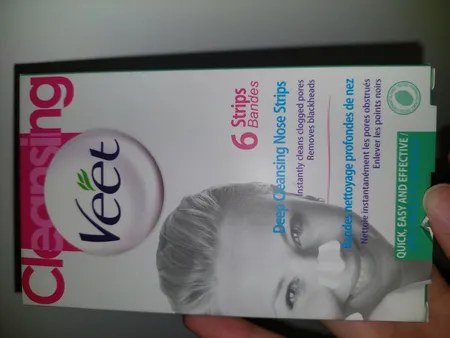 Cleansing
Veet
6 Strips
Bandes
Deep Cleansing Nose Strips
Instantly cleans clogged pores
Removes blackheads
Bandes nettoyage profondes de nez
Nettoie instantanément les pores obstrués
Enlever les points noirs
QUICK, EASY AND EFFECTIVE!